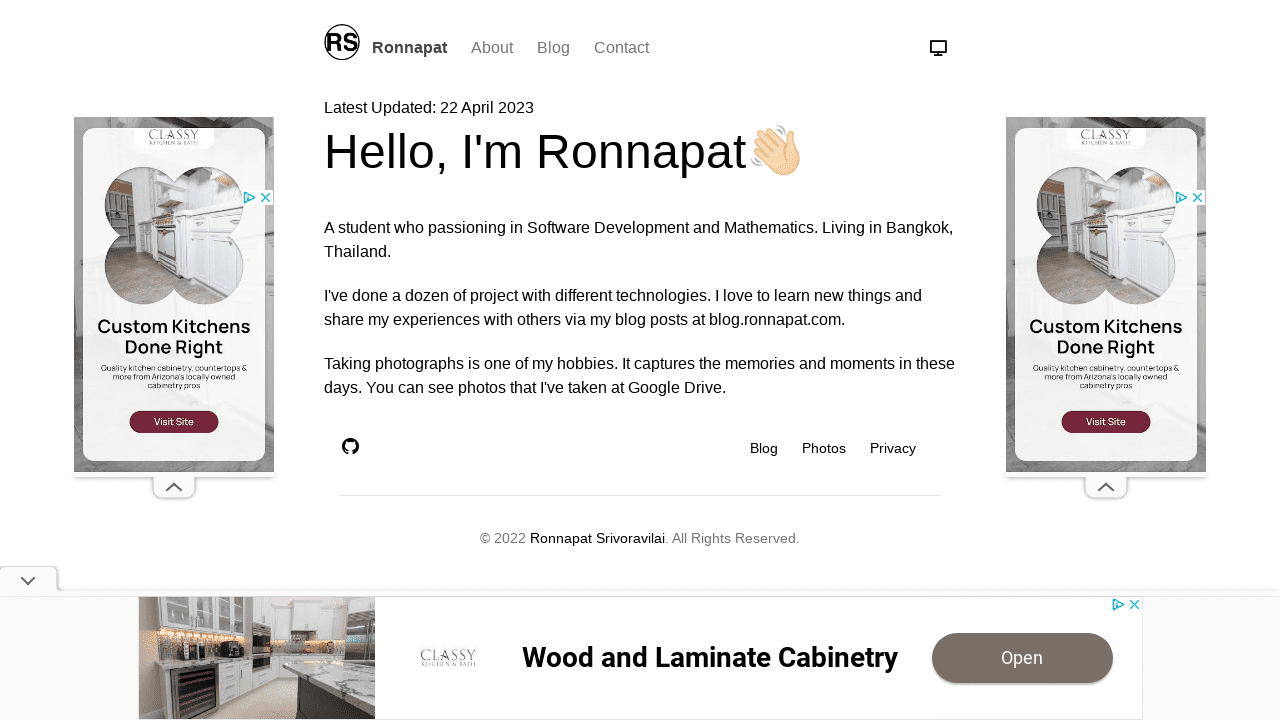 RS Ronnapat About Blog Contact
Latest Updated: 22 April 2023
Hello, I'm Ronnapat
A student who passioning in Software Development and Mathematics. Living in Bangkok,
Thailand.
I've done a dozen of project with different technologies. I love to learn new things and
share my experiences with others via my blog posts at blog.ronnapat.com.
Taking photographs is one of my hobbies. It captures the memories and moments in these
days. You can see photos that I've taken at Google Drive.
Blog Photos Privacy
© 2022 Ronnapat Srivoravilai. All Rights Reserved.
CLASSY
KITCHEN & BATH
Custom Kitchens
Done Right
Quality kitchen cabinetry, countertops &
more from Arizona's locally owned
cabinetry pros
Visit Site
CLASSY
KITCHEN & BATH
Custom Kitchens
Done Right
Quality kitchen cabinetry, countertops &
more from Arizona's locally owned
cabinetry pros
Visit Site
CLASSY
KITCHEN & BATH
Wood and Laminate Cabinetry
Open